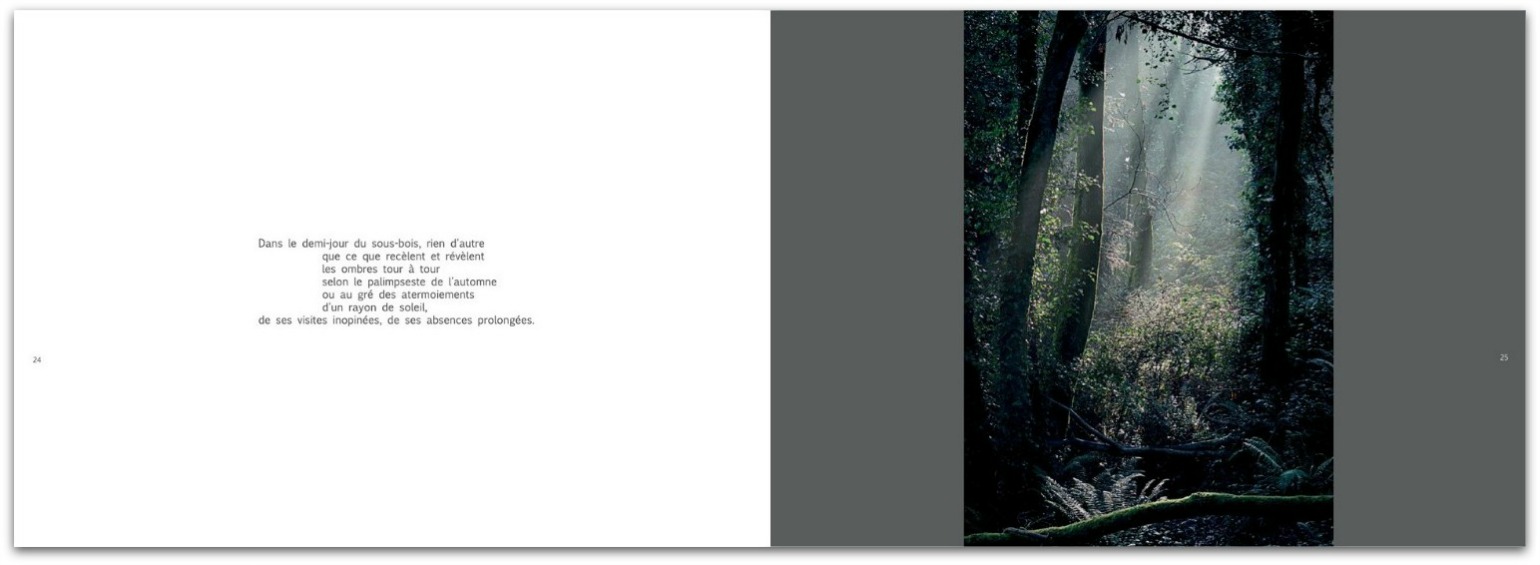 Dans le demi-jour du sous-bois, rien d'autre
que ce que recèlent et révèlent
les ombres tour à tour
selon le palimpseste de l'automne
ou au gré des atermoiements
d'un rayon de soleil,
de ses visites inopinées, de ses absences prolongées.
24
25